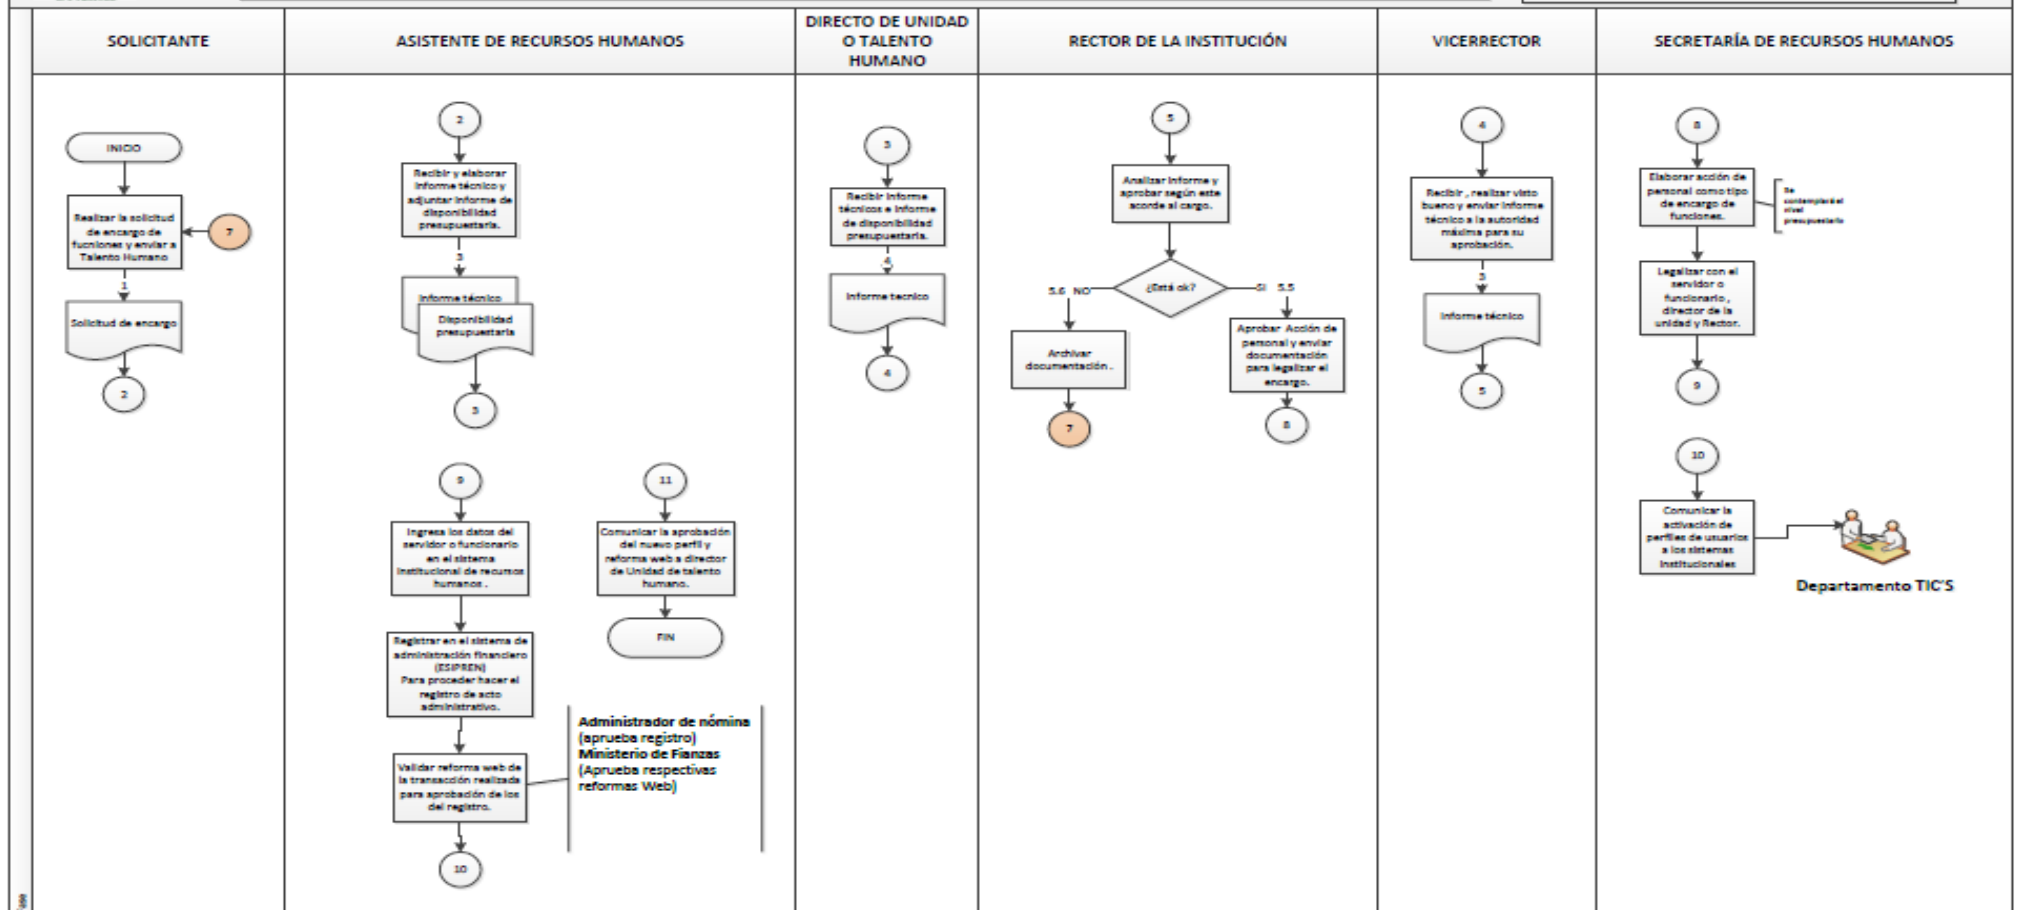 SOLICITANTE
ASISTENTE DE RECURSOS HUMANOS
DIRECTO DE UNIDAD
O TALENTO
HUMANO
RECTOR DE LA INSTITUCIÓN
VICERRECTOR
SECRETARÍA DE RECURSOS HUMANOS
INICIO
Realizar la solicitud
de encargo de
fucniones y enviar a
Talento Humano
7
1
Solicitud de encargo
2
2
Recibir y elaborar
informe técnico y
adjuntar informe de
disponibilidad
presupuestaria.
3
Informe técnico
Disponibilidad
presupuestaria
3
9
Ingresa los datos del
servidor o funcionario
en el sistema
institucional de recursos
humanos .
Registrar en el sistema de
administración financiero
(ESIPREN)
Para proceder hacer el
registro de acto
administrativo.
Validar reforma web de
la transacción realizada
para aprobación de los
del registro.
10
11
Comunicar la aprobación
del nuevo perfil y
reforma web a director
de Unidad de talento
humano.
FIN
Administrador de nómina
(aprueba registro)
Ministerio de Fianzas
(Aprueba respectivas
reformas Web)
3
Recibir informe
técnicos e informe
de disponibilidad
presupuestaria.
4
Informe tecnico
4
5
Analizar informe y
aprobar según este
acorde al cargo.
¿Está ok?
5.6 NO
SI 5.5
Archivar
documentación .
7
Aprobar Acción de
personal y enviar
documentación
para legalizar el
encargo.
8
4
Recibir , realizar visto
bueno y enviar informe
técnico a la autoridad
máxima para su
aprobación.
3
Informe técnico
5
8
Elaborar acción de
personal como tipo
de encargo de
funciones.
Se
contemplará el
nivel
presupuestario
Legalizar con el
servidor o
funcionario ,
director de la
unidad y Rector.
9
10
Comunicar la
activación de
perfiles de usuarios
a los sistemas
institucionales
Departamento TIC'S